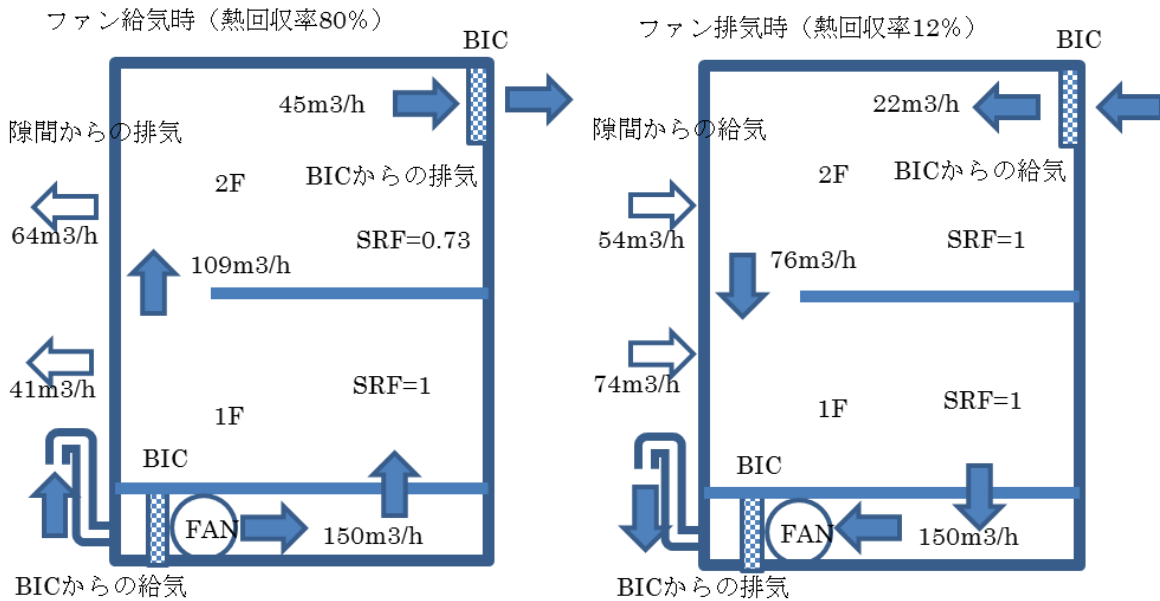 ファン給気時（熱回収率80%）
BIC
45m3/h
隙間からの排気
BICからの排気
2F
64m3/h
SRF=0.73
109m3/h
41m3/h
SRF=1
1F
BIC
FAN
150m3/h
BICからの給気
ファン排気時（熱回収率12%）
BIC
22m3/h
隙間からの給気
BICからの給気
2F
54m3/h
SRF=1
76m3/h
74m3/h
SRF=1
1F
BIC
FAN
150m3/h
BICからの排気